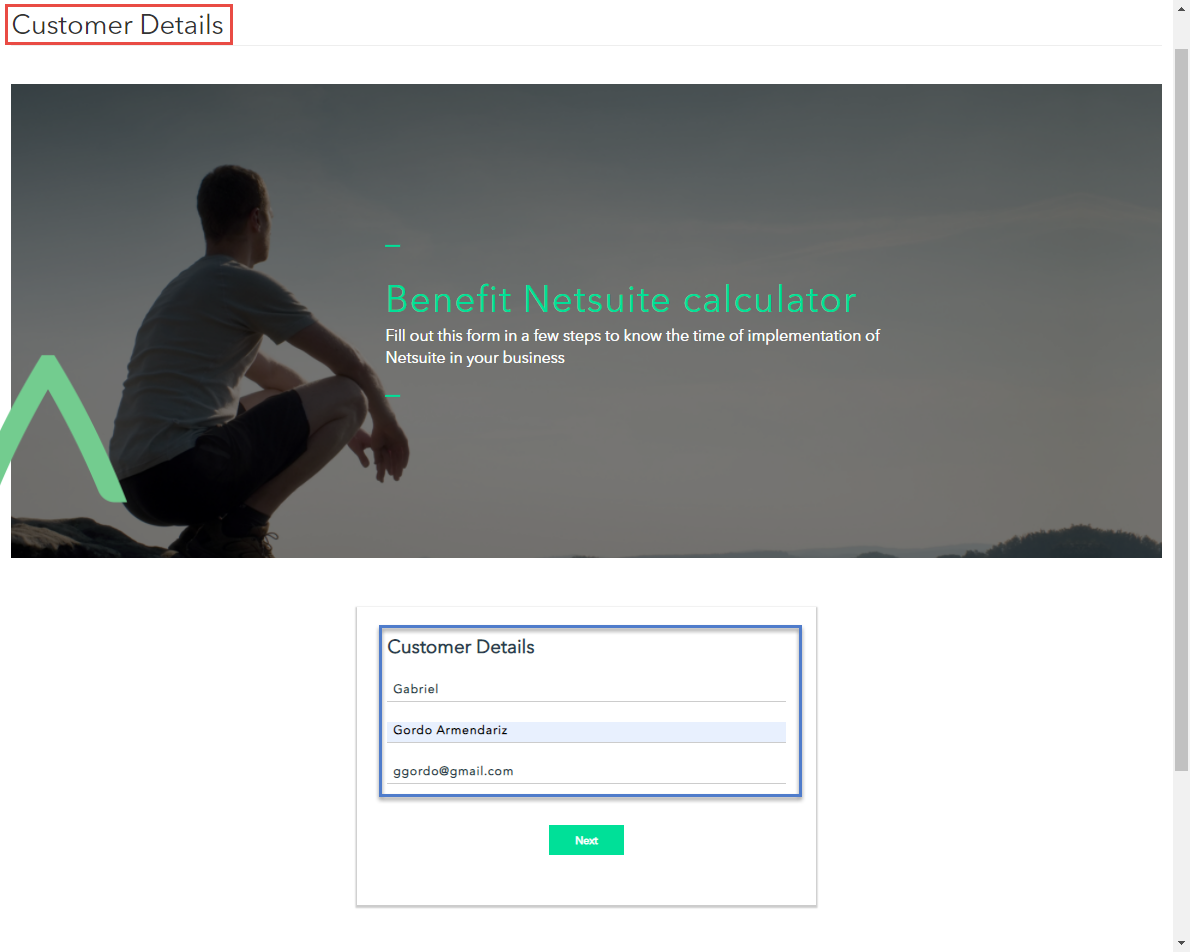 Customer Details
Benefit Netsuite calculator
Fill out this form in a few steps to know the time of implementation of
Netsuite in your business
Customer Details
Gabriel
Gordo Armendariz
ggordo@gmail.com
Next